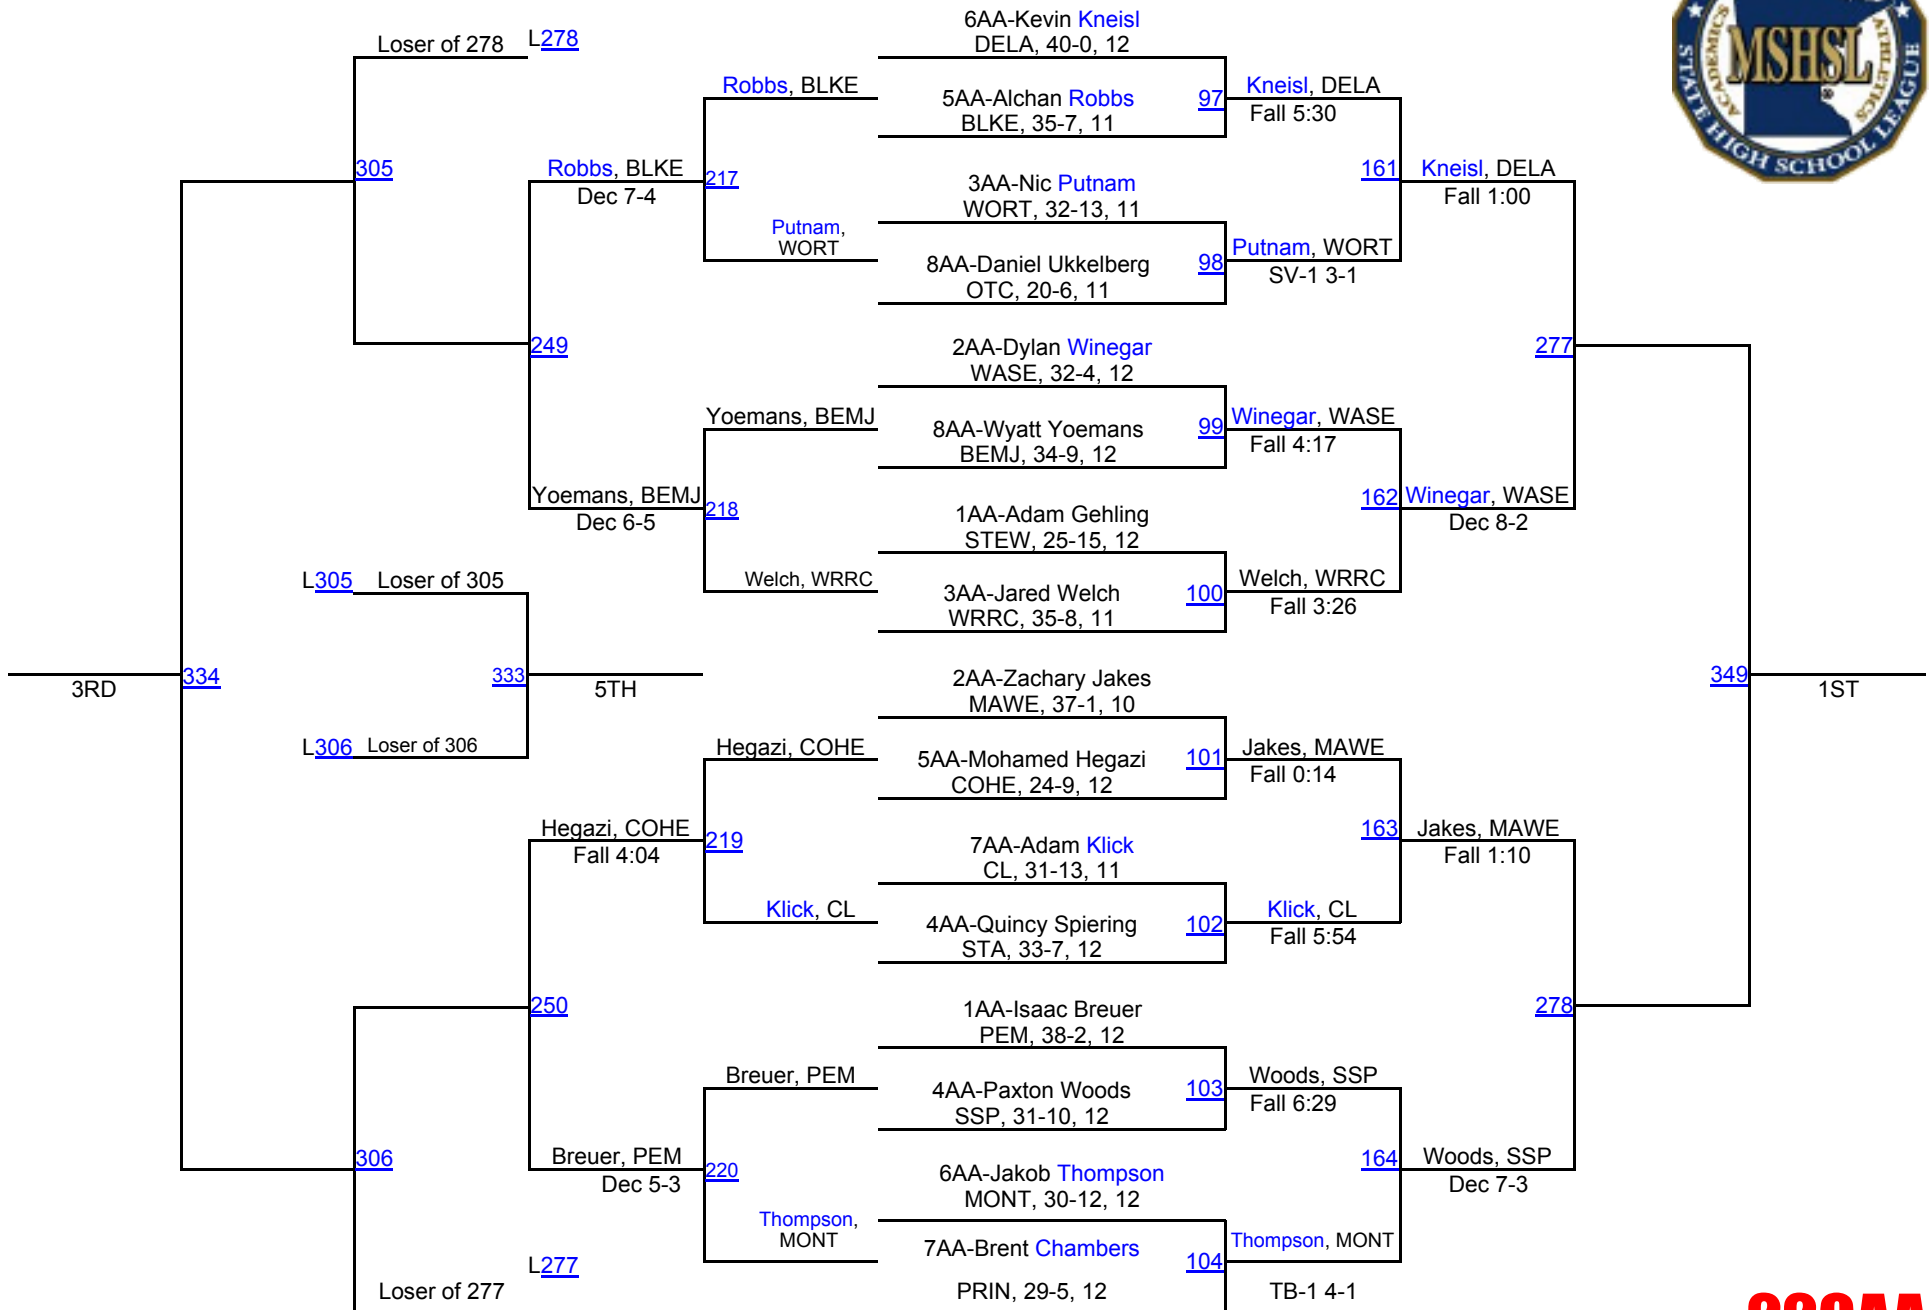 6AA-Kevin Kneisl
DELA, 40-0, 12
Loser of 278 L278
Robbs, BLKE
5AA-Alchan Robbs
BLKE, 35-7, 11
97
Kneisl, DELA
Fall 5:30
305
Robbs, BLKE
Dec 7-4
217
3AA-Nic Putnam
WORT, 32-13, 11
161
Kneisl, DELA
Fall 1:00
Putnam,
WORT
8AA-Daniel Ukkelberg
OTC, 20-6, 11
98
Putnam, WORT
SV-1 3-1
249
2AA-Dylan Winegar
WASE, 32-4, 12
277
Yoemans, BEMJ
8AA-Wyatt Yoemans
BEMJ, 34-9, 12
99
Winegar, WASE
Fall 4:17
Yoemans, BEMJ
Dec 6-5
218
1AA-Adam Gehling
STEW, 25-15, 12
162
Winegar, WASE
Dec 8-2
L305 Loser of 305
Welch, WRRC
3AA-Jared Welch
WRRC, 35-8, 11
100
Welch, WRRC
Fall 3:26
3RD
334
333
5TH
2AA-Zachary Jakes
MAWE, 37-1, 10
349
1ST
L306 Loser of 306
Hegazi, COHE
5AA-Mohamed Hegazi
COHE, 24-9, 12
101
Jakes, MAWE
Fall 0:14
Hegazi, COHE
Fall 4:04
219
7AA-Adam Klick
CL, 31-13, 11
163
Jakes, MAWE
Fall 1:10
Klick, CL
4AA-Quincy Spiering
STA, 33-7, 12
102
Klick, CL
Fall 5:54
250
1AA-Isaac Breuer
PEM, 38-2, 12
278
Breuer, PEM
4AA-Paxton Woods
SSP, 31-10, 12
103
Woods, SSP
Fall 6:29
306
Breuer, PEM
Dec 5-3
220
6AA-Jakob Thompson
MONT, 30-12, 12
164
Woods, SSP
Dec 7-3
Thompson,
MONT
7AA-Brent Chambers
PRIN, 29-5, 12
104
Thompson, MONT
TB-1 4-1
L277
Loser of 277
ACADEMICS
MSHSL
®
ATHLETICS
STATE HIGH SCHOOL LEAGUE